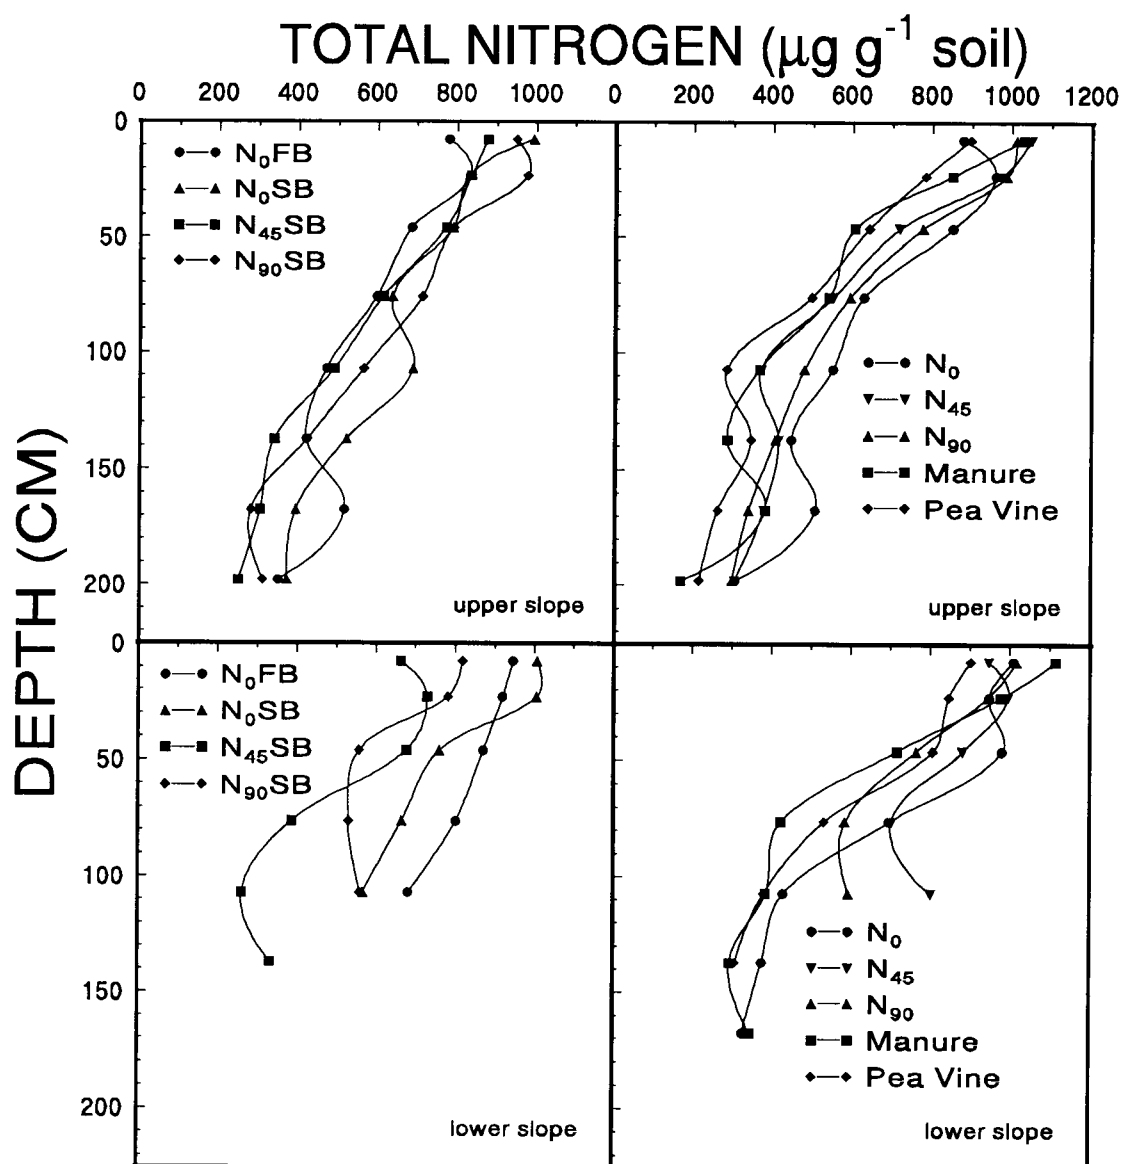 TOTAL NITROGEN (µg g⁻¹ soil)
0 200 400 600 800 1000 0 200 400 600 800 1000 1200
DEPTH (CM)
0
50
100
150
200
N₀FB
N₀SB
N₄₅SB
N₉₀SB
upper slope
N₀
N₄₅
N₉₀
Manure
Pea Vine
upper slope
0
50
100
150
200
N₀FB
N₀SB
N₄₅SB
N₉₀SB
lower slope
N₀
N₄₅
N₉₀
Manure
Pea Vine
lower slope